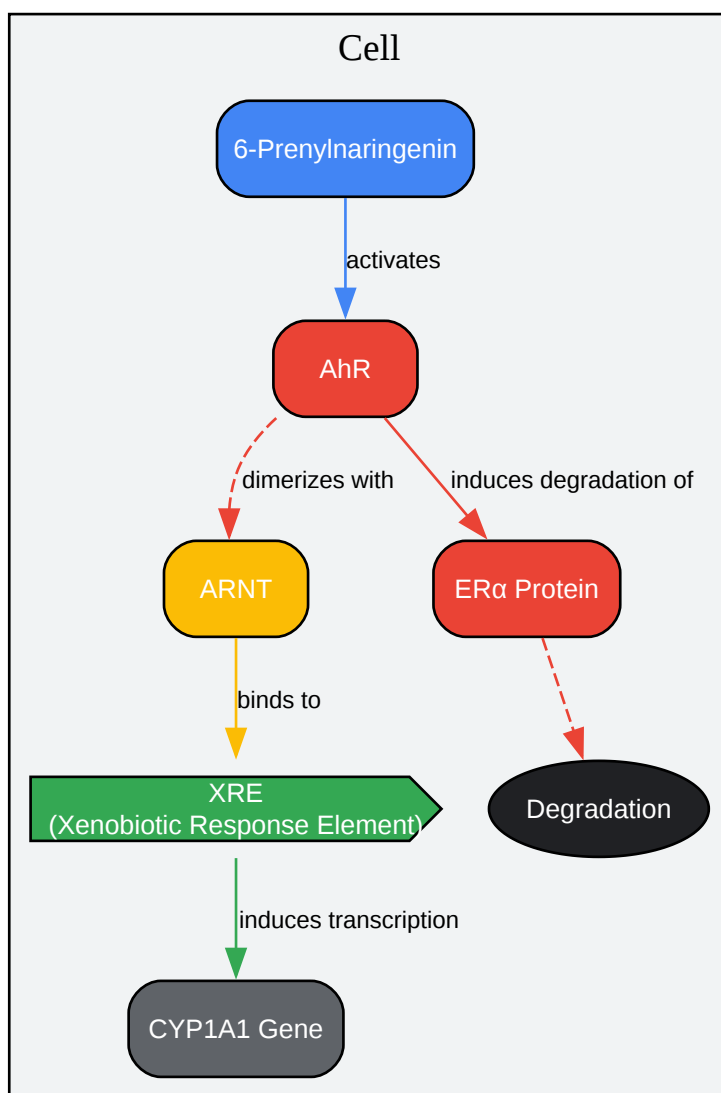 Cell
6-Prenylnaringenin
activates
AhR
dimerizes with
induces degradation of
ARNT
ERα Protein
binds to
XRE
(Xenobiotic Response Element)
Degradation
induces transcription
CYP1A1 Gene